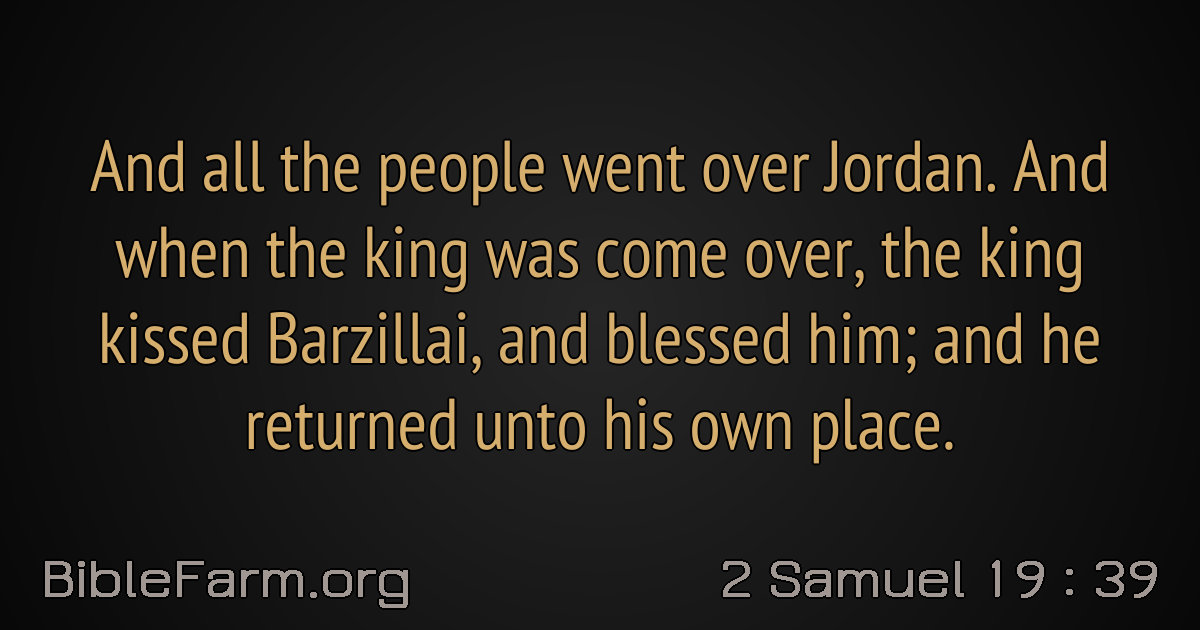 And all the people went over Jordan. And
when the king was come over, the king
kissed Barzillai, and blessed him; and he
returned unto his own place.
BibleFarm.org
2 Samuel 19 : 39